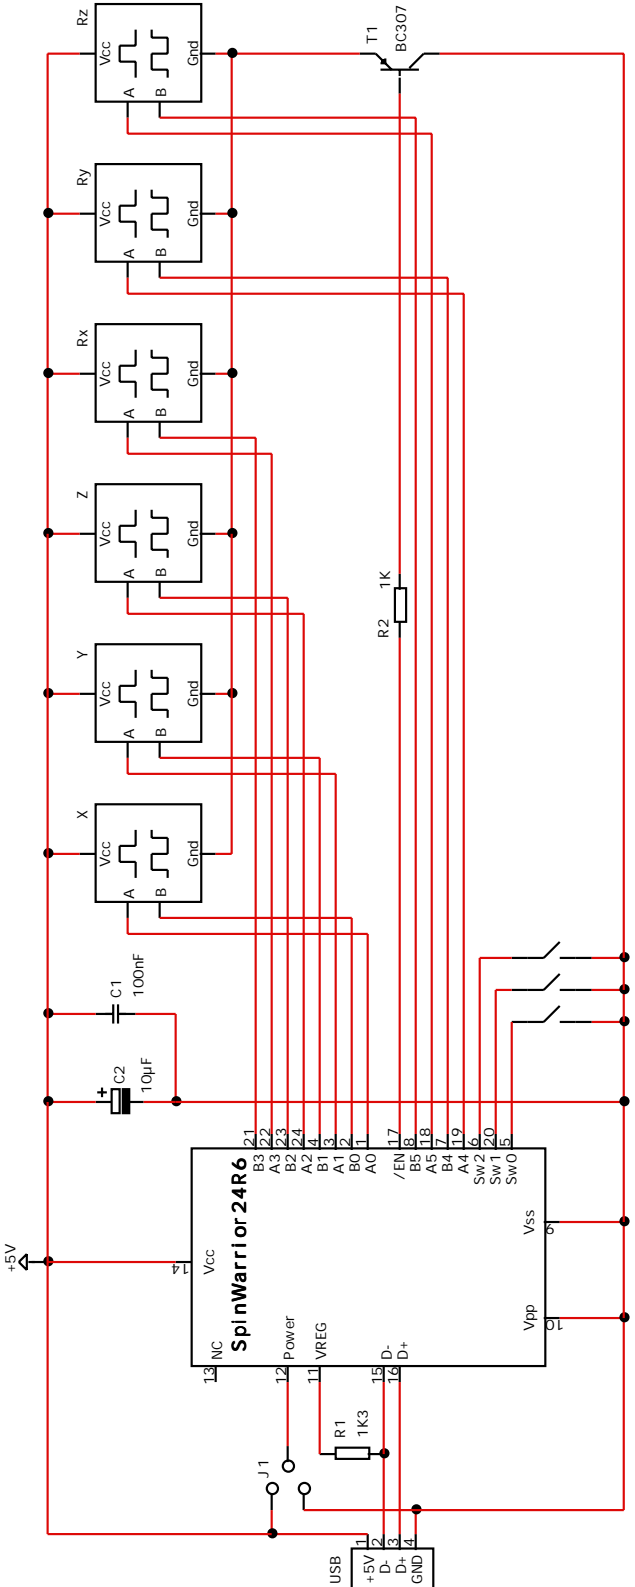 Rz
Vcc
Gnd
A
B
T1
BC307
Ry
Vcc
Gnd
A
B
Rx
Vcc
Gnd
A
B
Z
Vcc
Gnd
A
B
R2
1K
Y
Vcc
Gnd
A
B
X
Vcc
Gnd
A
B
C1
100nF
C2
10µF
+
+5V
SpinWarrior24R6
21
B3
22
A3
23
B2
24
A2
4
B1
3
A1
2
B0
1
A0
17
/EN
8
B5
18
A5
7
B4
19
A4
6
Sw2
20
Sw1
5
Sw0
14
Vcc
9
Vss
10
Vpp
13
NC
12
Power
11
VREG
15
D-
16
D+
R1
1K3
J1
USB
1
+5V
2
D-
3
D+
4
GND